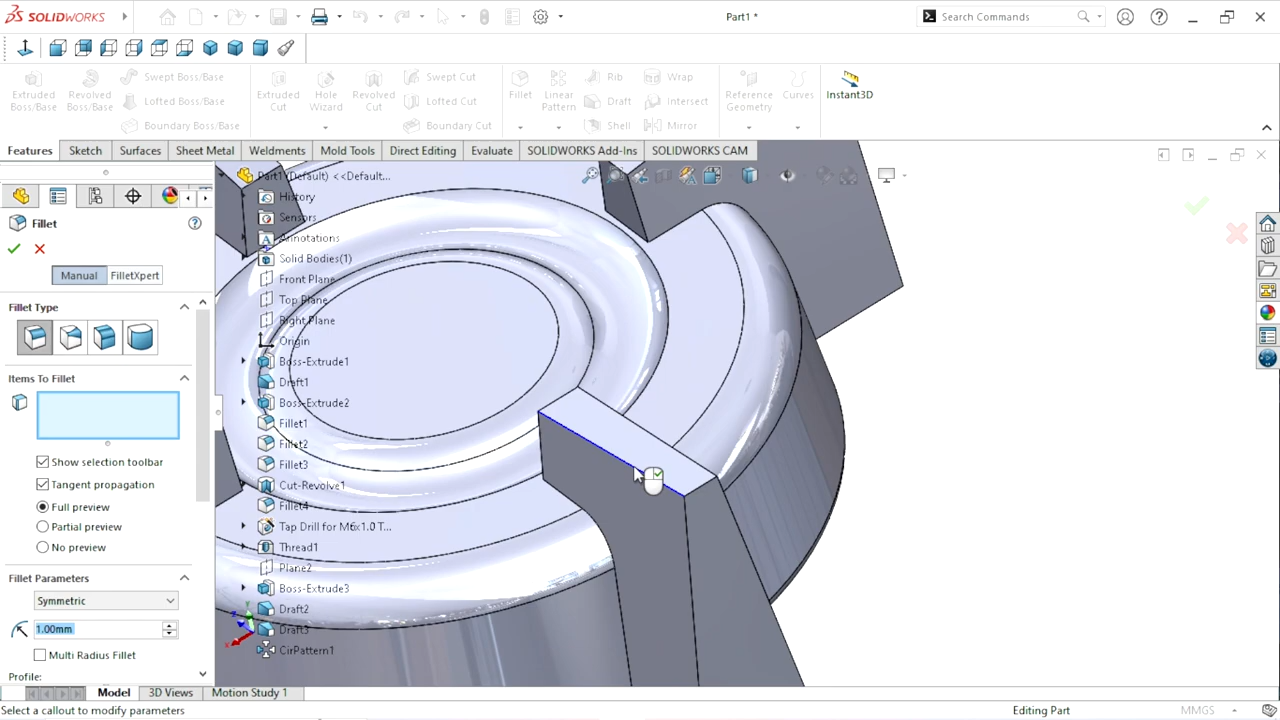 SOLIDWORKS
Part1 *
Search Commands
Extruded Boss/Base
Revolved Boss/Base
Swept Boss/Base
Lofted Boss/Base
Boundary Boss/Base
Extruded Cut
Hole Wizard
Revolved Cut
Swept Cut
Lofted Cut
Boundary Cut
Fillet
Linear Pattern
Rib
Draft
Shell
Wrap
Intersect
Mirror
Reference Geometry
Curves
Instant3D
Features
Sketch
Surfaces
Sheet Metal
Weldments
Mold Tools
Direct Editing
Evaluate
SOLIDWORKS Add-Ins
SOLIDWORKS CAM
Fillet
Manual
FilletXpert
Fillet Type
Items To Fillet
Show selection toolbar
Tangent propagation
Full preview
Partial preview
No preview
Fillet Parameters
Symmetric
1.00mm
Multi Radius Fillet
Profile:
Part1 (Default) <<Default...
History
Sensors
Annotations
Solid Bodies(1)
Front Plane
Top Plane
Right Plane
Origin
Boss-Extrude1
Draft1
Boss-Extrude2
Fillet1
Fillet2
Fillet3
Cut-Revolve1
Fillet4
Tap Drill for M6x1.0 T...
Thread1
Plane2
Boss-Extrude3
Draft2
Draft3
CirPattern1
Model
3D Views
Motion Study 1
Select a callout to modify parameters
Editing Part
MMGS